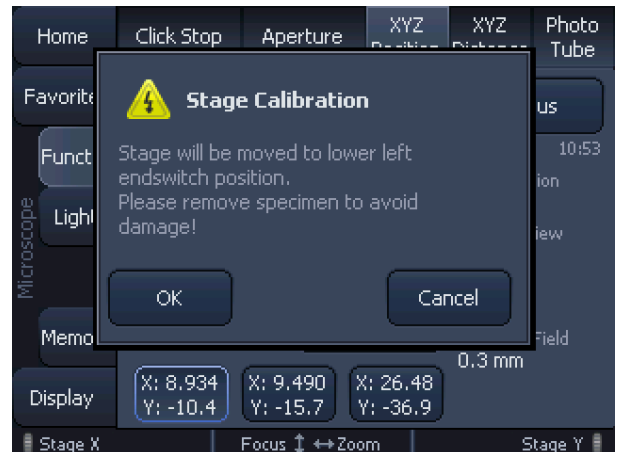 Home
Click Stop
Aperture
XYZ
XYZ
Photo
Tube
Favorite
us
Stage Calibration
10:53
Funct
Stage will be moved to lower left
endswitch position.
Please remove specimen to avoid
damage!
ion
Light
iew
Microscope
OK
Cancel
Memo
Field
0.3 mm
Display
X: 8.934
Y: -10.4
X: 9.490
Y: -15.7
X: 26.48
Y: -36.9
Stage X
Focus ↕ ↔ Zoom
Stage Y